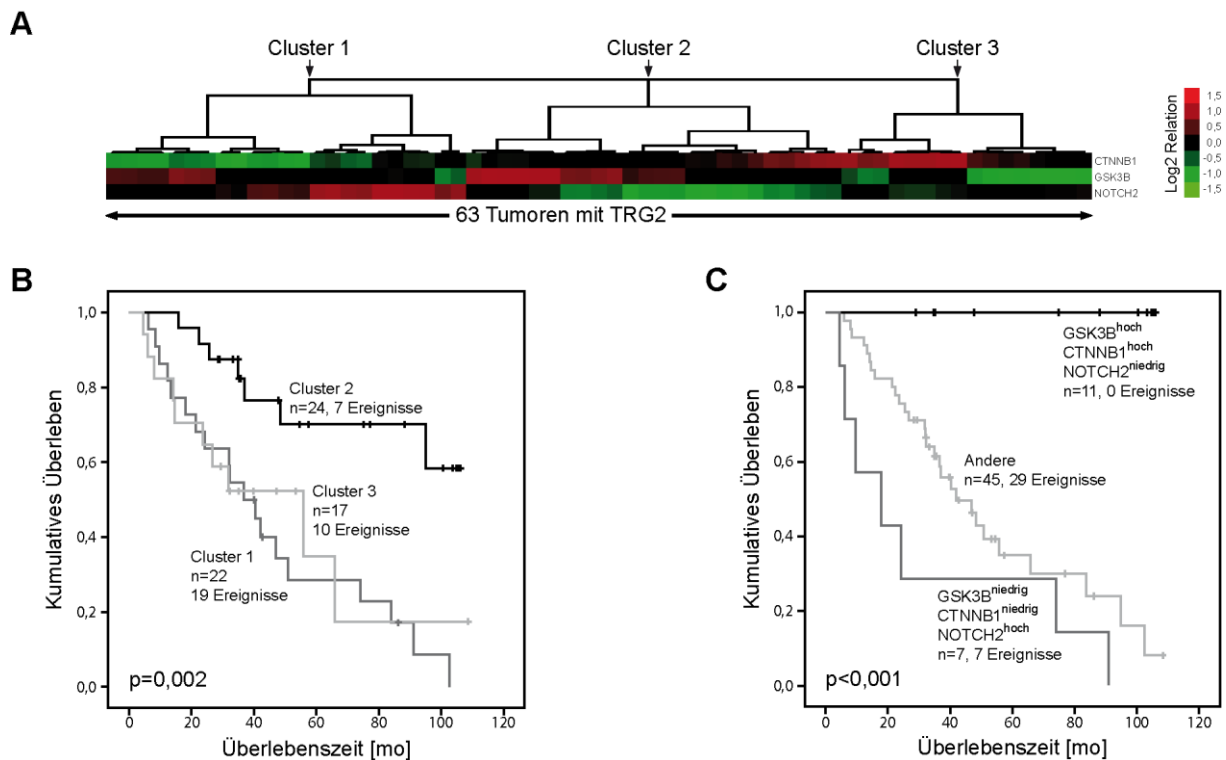 A
Cluster 1
Cluster 2
Cluster 3
CTNNB1
GSK3B
NOTCH2
Log2 Relation
1,5
1,0
0,5
0,0
-0,5
-1,0
-1,5
63 Tumoren mit TRG2
B
Kumulatives Überleben
1,0
0,8
0,6
0,4
0,2
0,0
Cluster 2
n=24, 7 Ereignisse
Cluster 3
n=17
10 Ereignisse
Cluster 1
n=22
19 Ereignisse
p=0,002
0 20 40 60 80 100 120
Überlebenszeit [mo]
C
Kumulatives Überleben
1,0
0,8
0,6
0,4
0,2
0,0
GSK3Bhoch
CTNNB1hoch
NOTCH2niedrig
n=11, 0 Ereignisse
Andere
n=45, 29 Ereignisse
GSK3Bniedrig
CTNNB1niedrig
NOTCH2hoch
n=7, 7 Ereignisse
p<0,001
0 20 40 60 80 100 120
Überlebenszeit [mo]